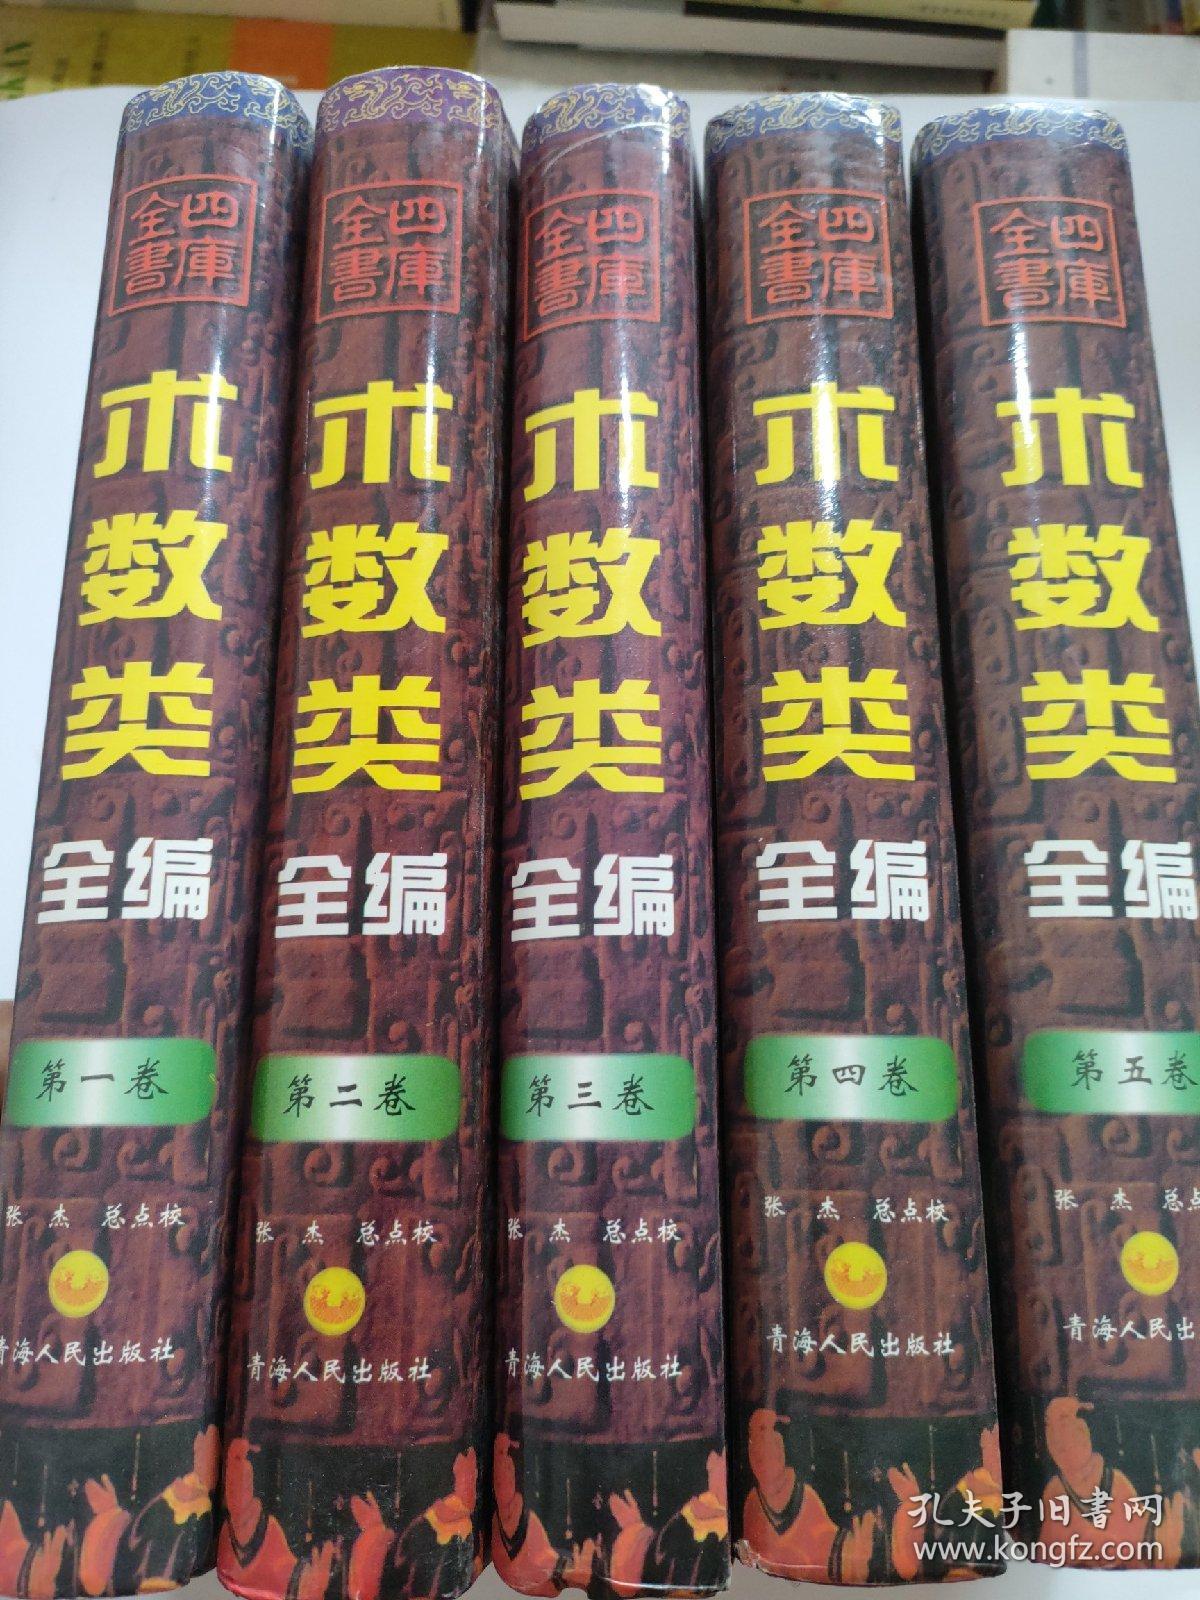 四庫全書
术数类
全编
第一卷
张 杰 总点校
青海人民出版社
四庫全書
术数类
全编
第二卷
张 杰 总点校
青海人民出版社
四庫全書
术数类
全编
第三卷
张 杰 总点校
青海人民出版社
四庫全書
术数类
全编
第四卷
张 杰 总点校
青海人民出版社
四庫全書
术数类
全编
第五卷
张 杰 总点
青海人民出
孔夫子旧書网
www.kongfz.com